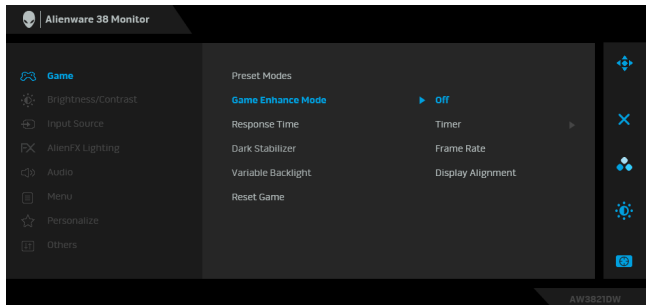 Alienware 38 Monitor
Game
Brightness/Contrast
Input Source
AlienFX Lighting
Audio
Menu
Personalize
Others
Preset Modes
Game Enhance Mode
Response Time
Dark Stabilizer
Variable Backlight
Reset Game
Off
Timer
Frame Rate
Display Alignment
AW3821DW